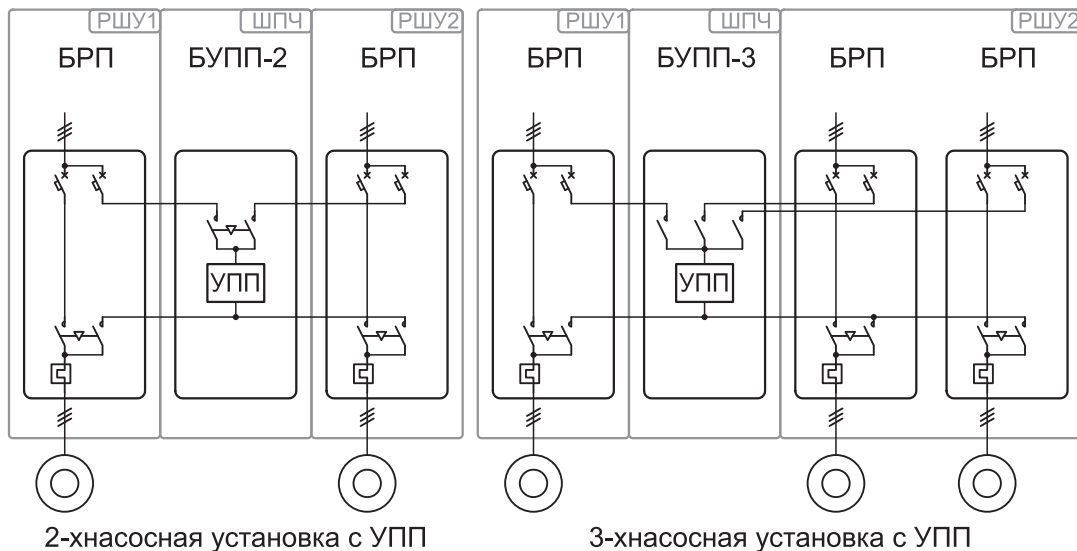 РШУ1 ШПЧ РШУ2 РШУ1 ШПЧ РШУ2
БРП БУПП-2 БРП БРП БУПП-3 БРП БРП
УПП УПП
2-хнасосная установка с УПП 3-хнасосная установка с УПП